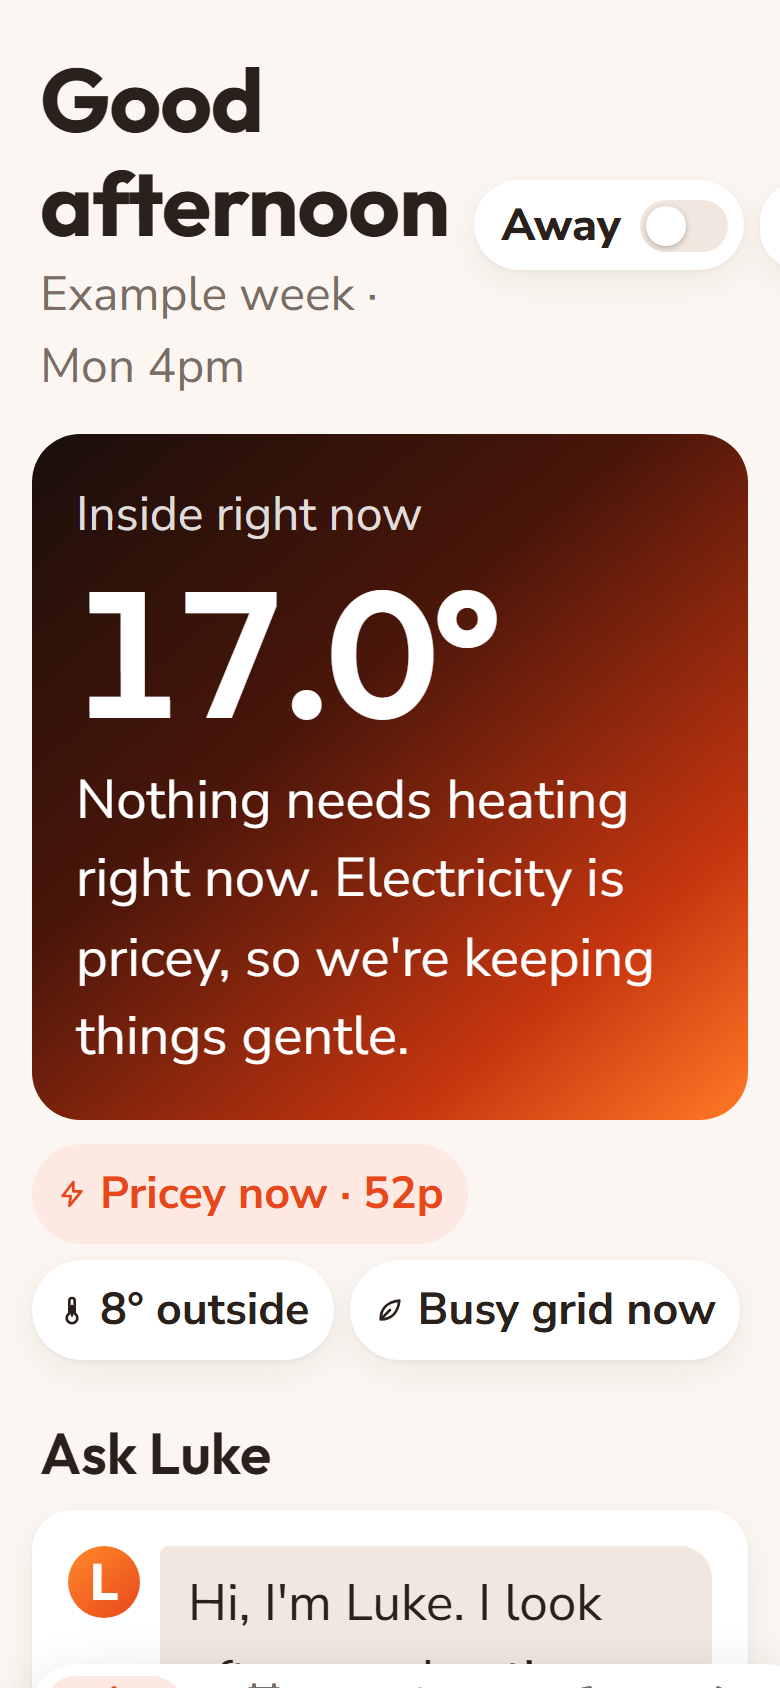 Good
afternoon
Away
Example week ·
Mon 4pm
Inside right now
17.0°
Nothing needs heating
right now. Electricity is
pricey, so we're keeping
things gentle.
Pricey now · 52p
8° outside
Busy grid now
Ask Luke
L
Hi, I'm Luke. I look